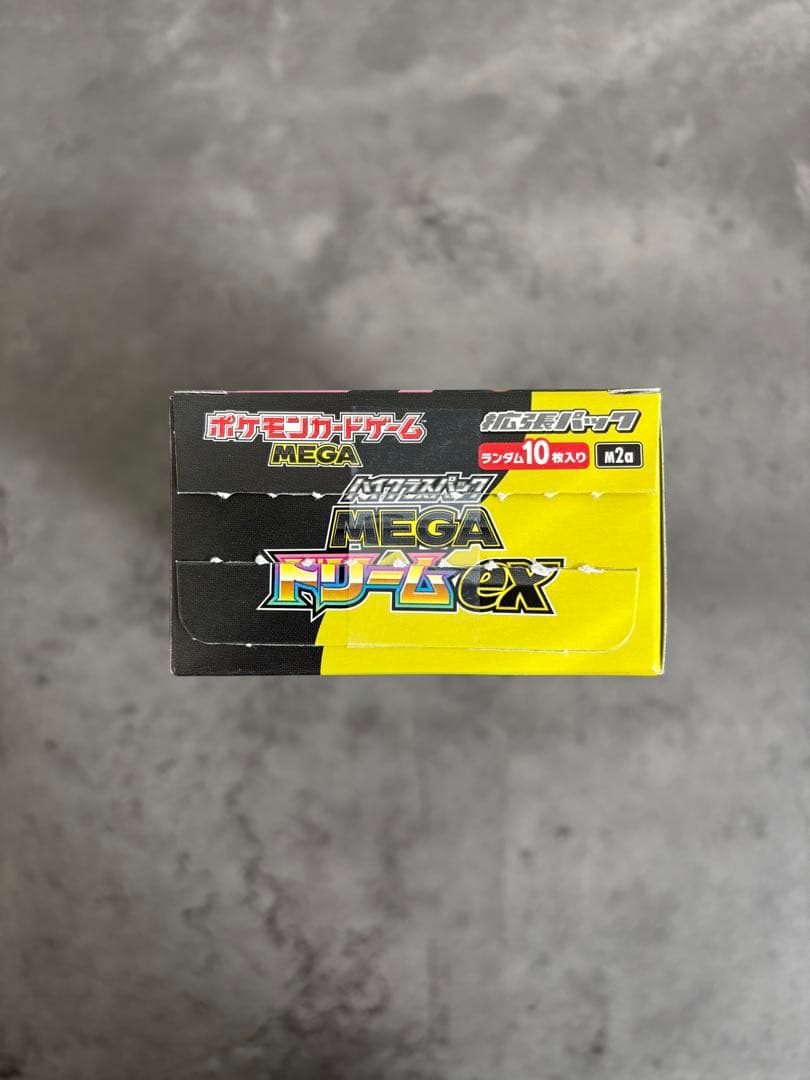 ポケモンカードゲーム
MEGA
拡張パック
ランダム10枚入り M2a
ハイクラスパック
MEGA
ドリームex